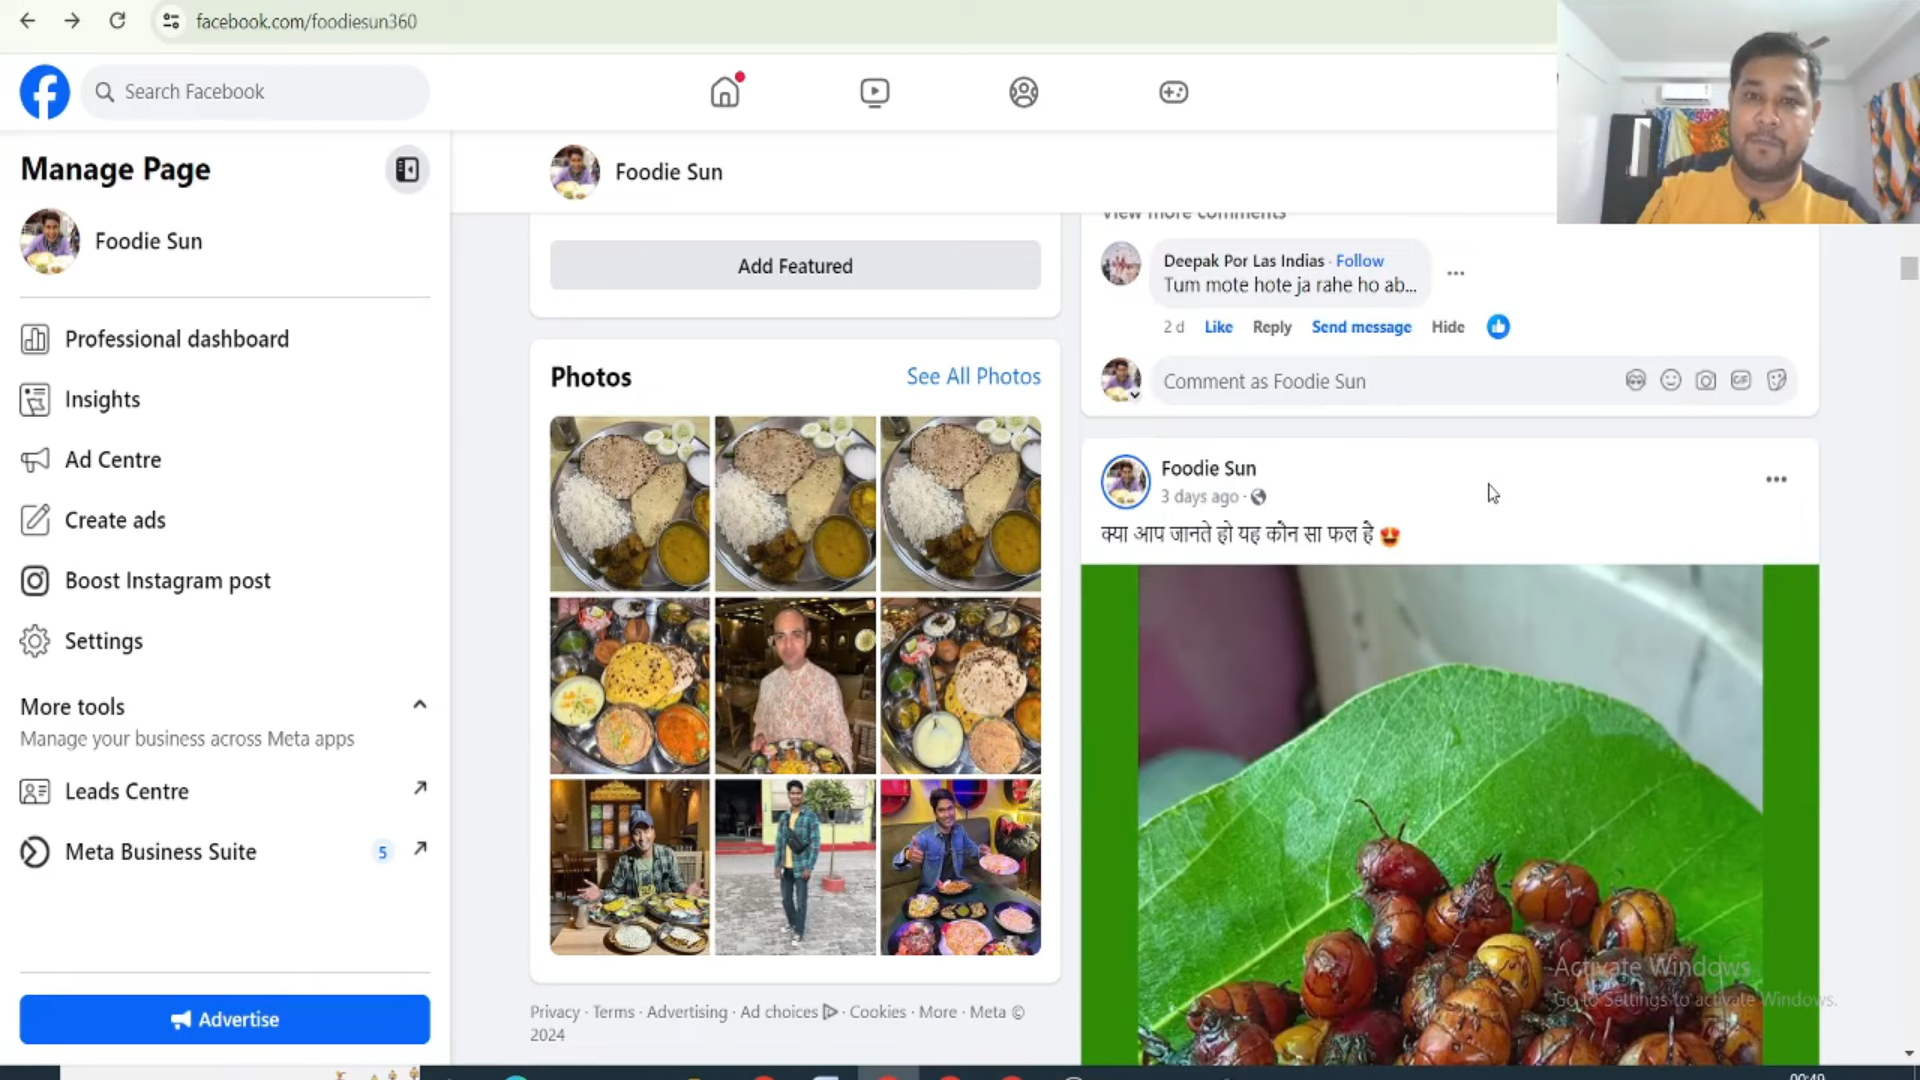 facebook.com/foodiesun360
Search Facebook
Manage Page
Foodie Sun
Professional dashboard
Insights
Ad Centre
Create ads
Boost Instagram post
Settings
More tools
Manage your business across Meta apps
Leads Centre
Meta Business Suite 5
Advertise
Foodie Sun
Add Featured
Photos See All Photos
Privacy · Terms · Advertising · Ad choices · Cookies · More · Meta ©
2024
View more comments
Deepak Por Las Indias · Follow
Tum mote hote ja rahe ho ab...
2 d Like Reply Send message Hide
Comment as Foodie Sun
GIF
Foodie Sun
3 days ago ·
क्या आप जानते हो यह कौन सा फल है
Activate Windows
Go to Settings to activate Windows.